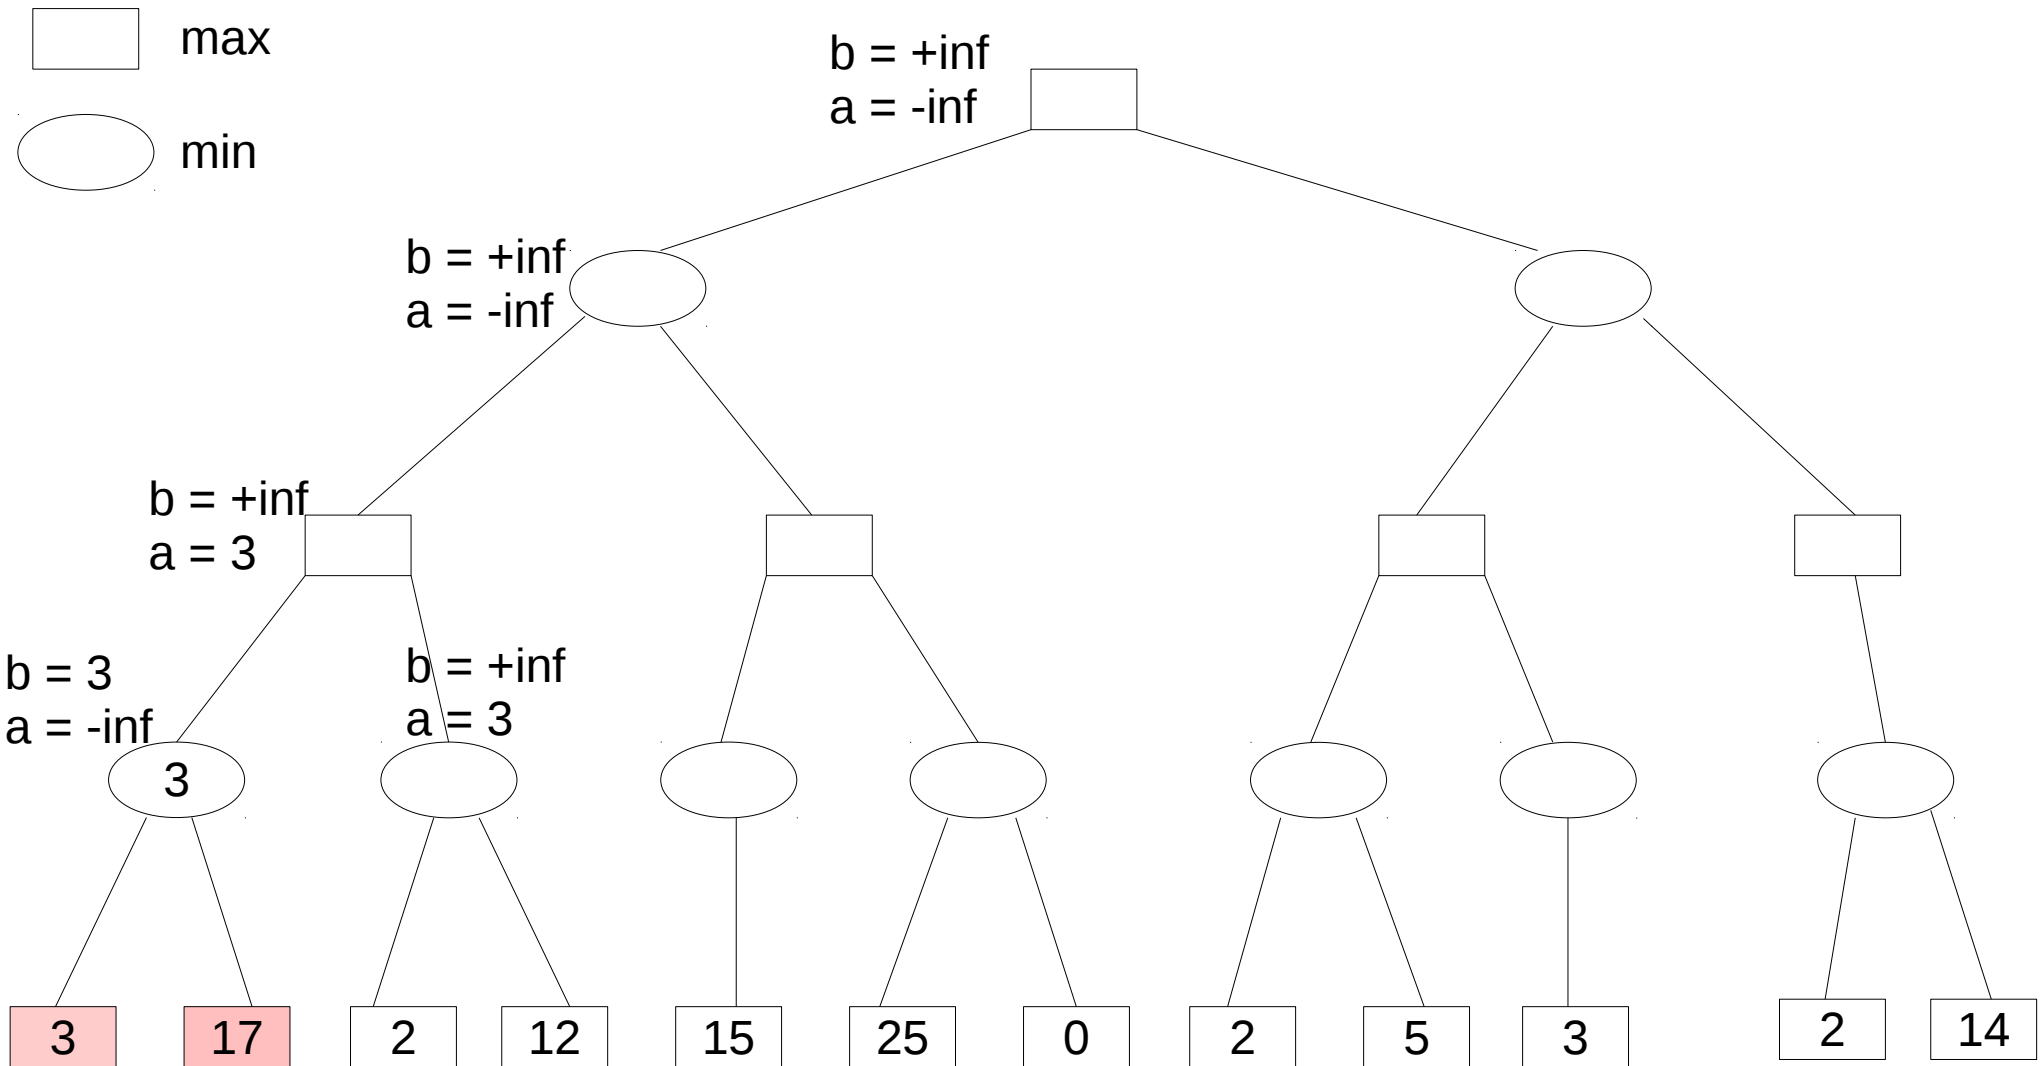 max
min
b = +inf
a = -inf
b = +inf
a = -inf
b = +inf
a = 3
b = 3
a = -inf
b = +inf
a = 3
3
3
17
2
12
15
25
0
2
5
3
2
14